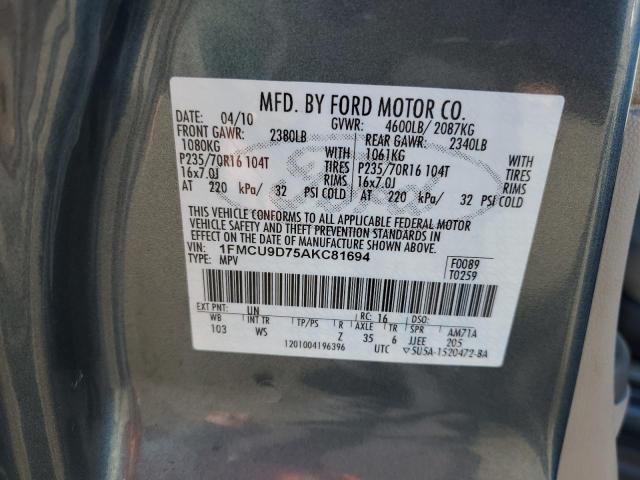 MFD. BY FORD MOTOR CO.
DATE: 04/10 GVWR: 4600LB/ 2087KG
FRONT GAWR: 2380LB REAR GAWR: 2340LB
1080KG WITH 1061KG WITH
P235/70R16 104T TIRES P235/70R16 104T TIRES
16x7.0J RIMS 16x7.0J RIMS
AT 220 kPa/ 32 PSI COLD AT 220 kPa/ 32 PSI COLD
THIS VEHICLE CONFORMS TO ALL APPLICABLE FEDERAL MOTOR
VEHICLE SAFETY AND THEFT PREVENTION STANDARDS
IN EFFECT ON THE DATE OF MANUFACTURE SHOWN ABOVE.
VIN: 1FMCU9D75AKC81694 F0089
TYPE: MPV T0259
EXT PNT: UN RC: 16 DSO:
WB INT TR TP/PS R AXLE TR SPR AM71A
103 WS Z 35 6 JJEE 205
1201004196396 UTC ▽5U5A-1520472-BA
Ford